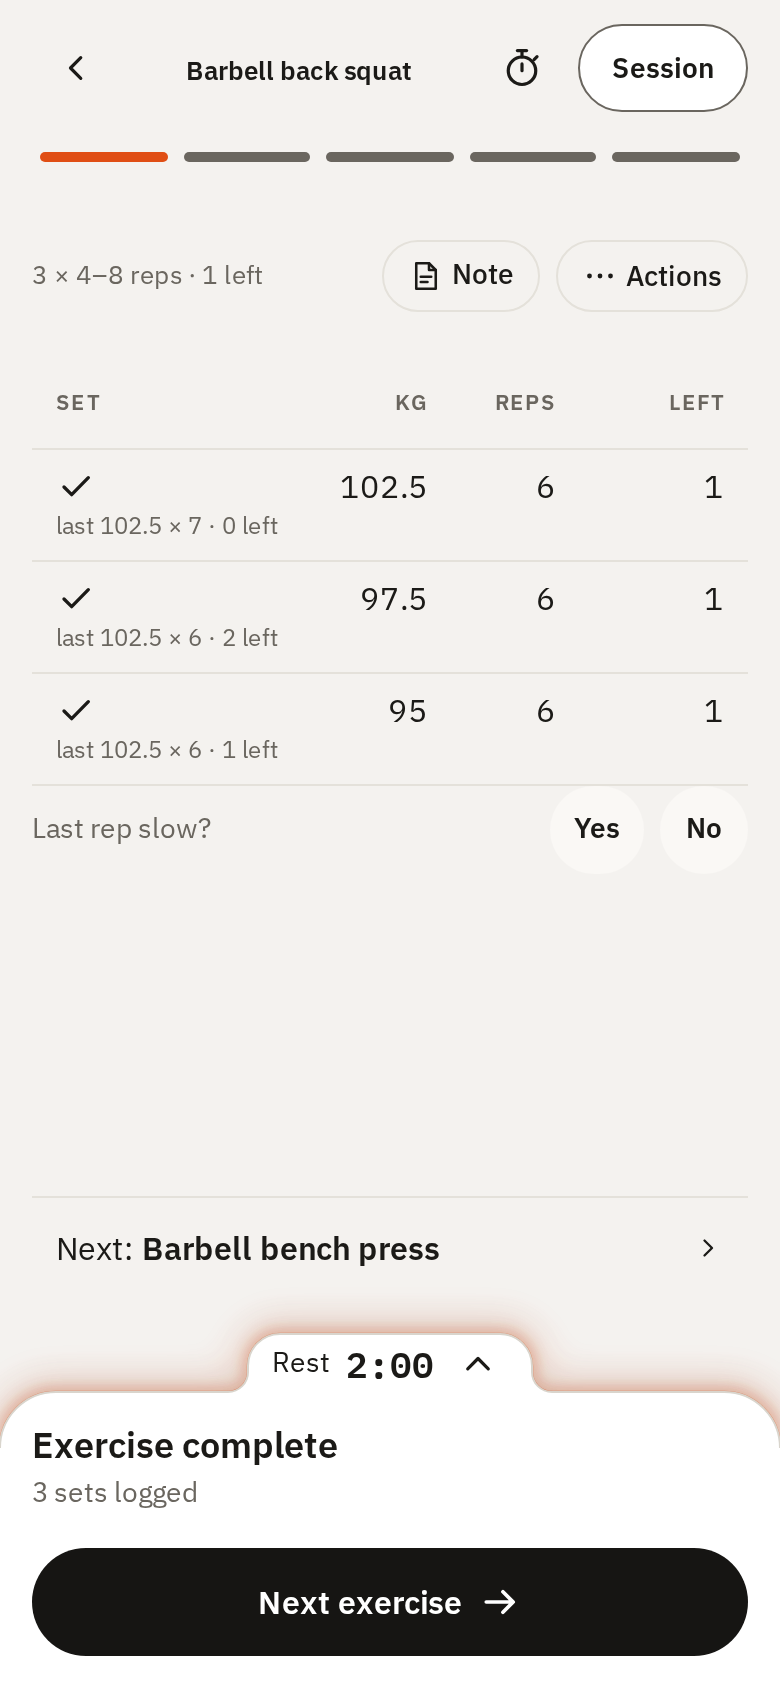 Barbell back squat
Session
3 × 4–8 reps · 1 left
Note
Actions
SET KG REPS LEFT
102.5 6 1
last 102.5 × 7 · 0 left
97.5 6 1
last 102.5 × 6 · 2 left
95 6 1
last 102.5 × 6 · 1 left
Last rep slow? Yes No
Next: Barbell bench press
Rest 2:00
Exercise complete
3 sets logged
Next exercise